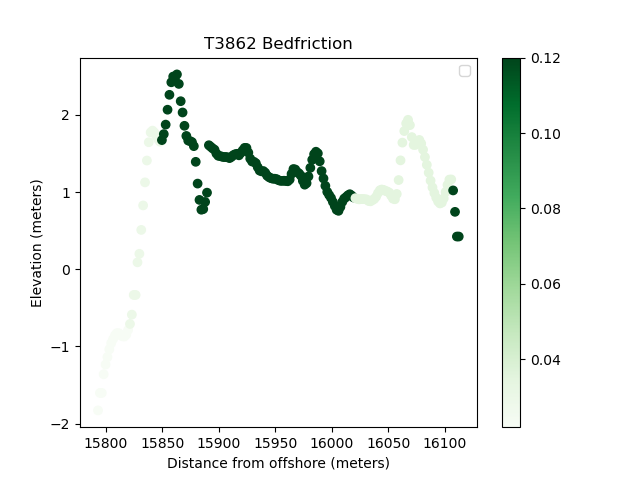 T3862 Bedfriction
Elevation (meters)
2
1
0
−1
−2
15800 15850 15900 15950 16000 16050 16100
Distance from offshore (meters)
0.12
0.10
0.08
0.06
0.04